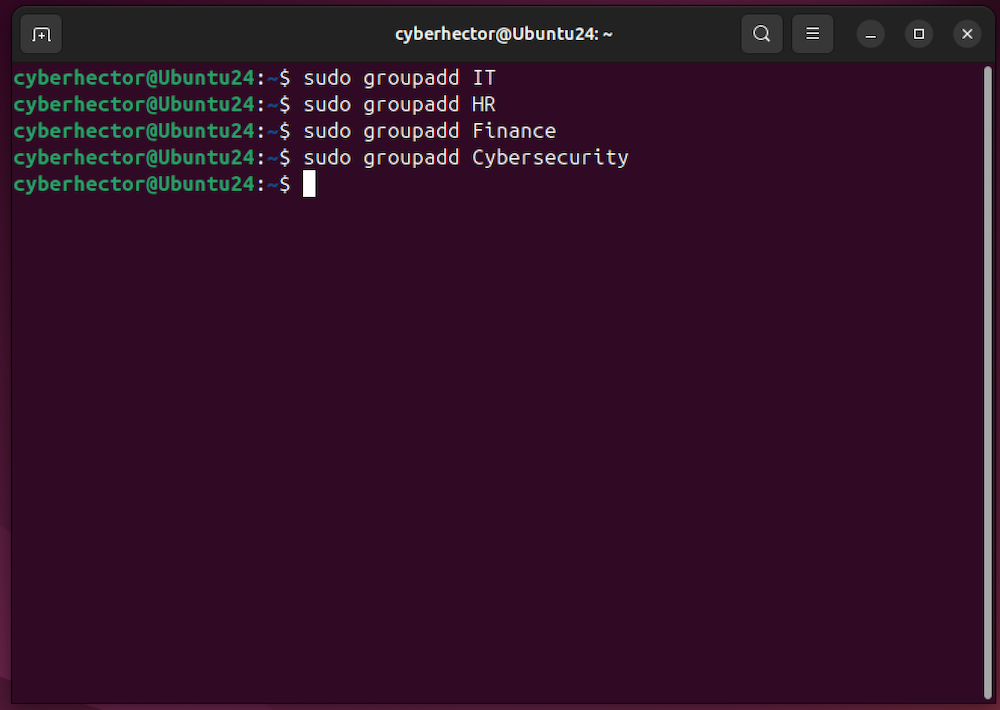 cyberhector@Ubuntu24: ~
cyberhector@Ubuntu24:~$ sudo groupadd IT
cyberhector@Ubuntu24:~$ sudo groupadd HR
cyberhector@Ubuntu24:~$ sudo groupadd Finance
cyberhector@Ubuntu24:~$ sudo groupadd Cybersecurity
cyberhector@Ubuntu24:~$